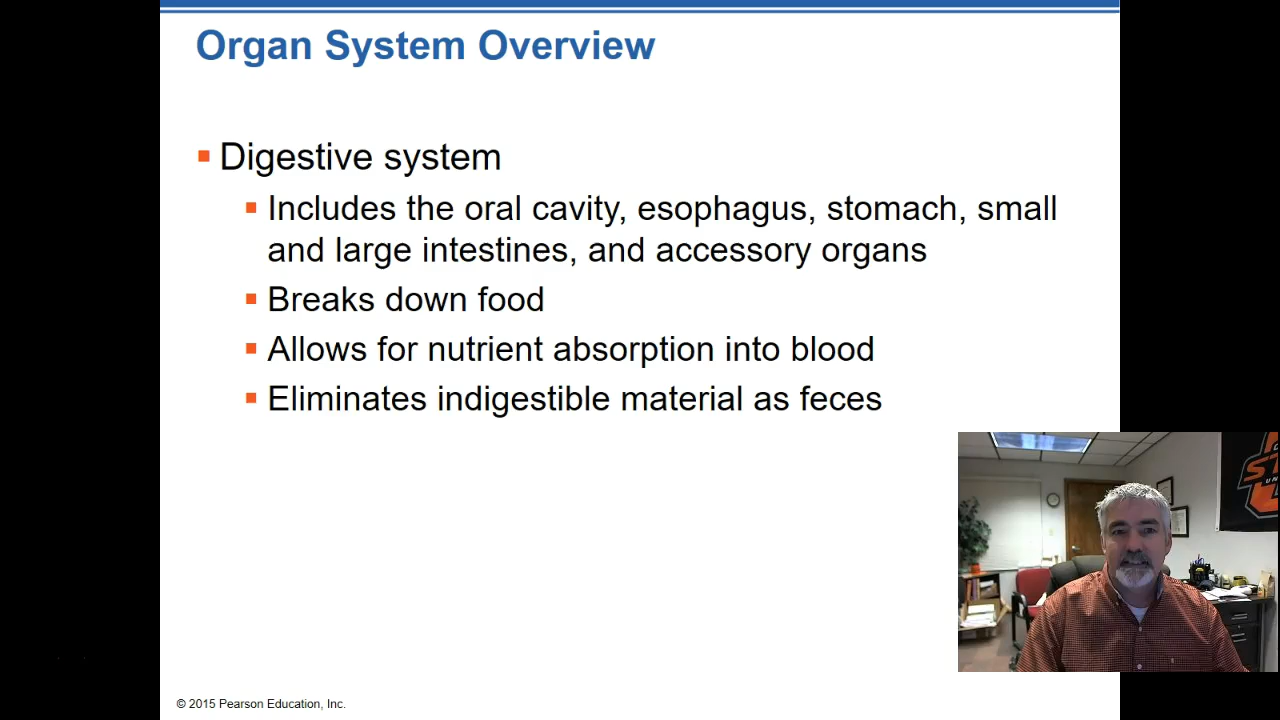 Organ System Overview
Digestive system
Includes the oral cavity, esophagus, stomach, small
and large intestines, and accessory organs
Breaks down food
Allows for nutrient absorption into blood
Eliminates indigestible material as feces
© 2015 Pearson Education, Inc.